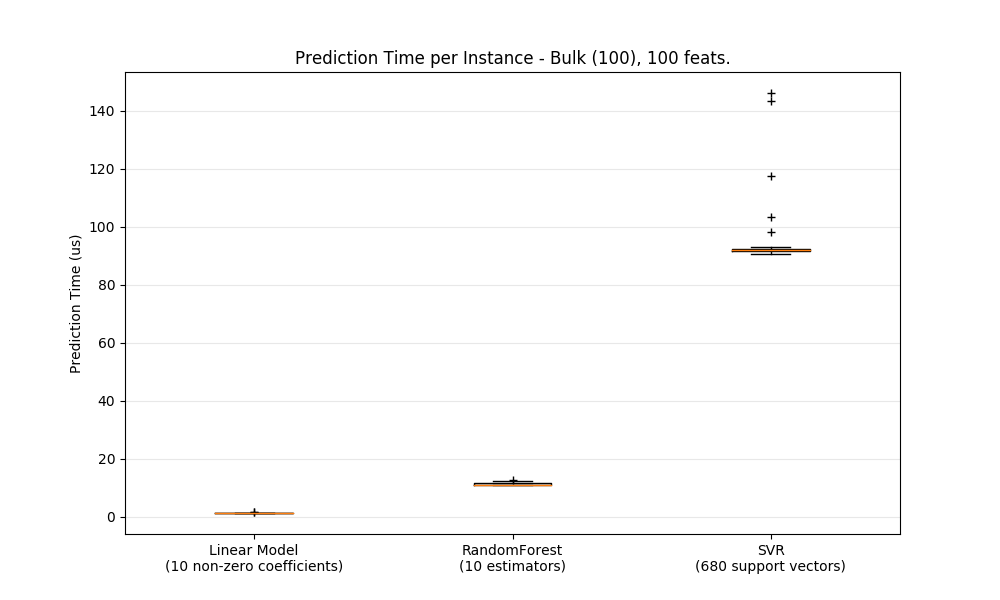 Prediction Time per Instance - Bulk (100), 100 feats.
Prediction Time (us)
140
120
100
80
60
40
20
0
Linear Model
(10 non-zero coefficients)
RandomForest
(10 estimators)
SVR
(680 support vectors)